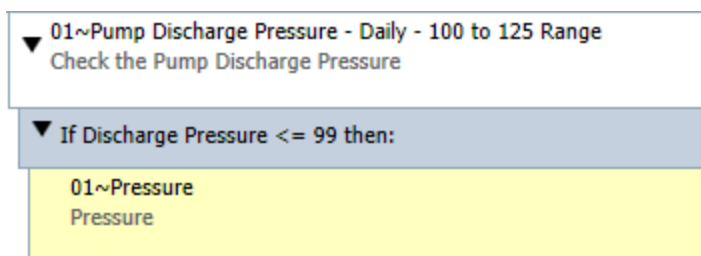 01~Pump Discharge Pressure - Daily - 100 to 125 Range
Check the Pump Discharge Pressure
If Discharge Pressure <= 99 then:
01~Pressure
Pressure